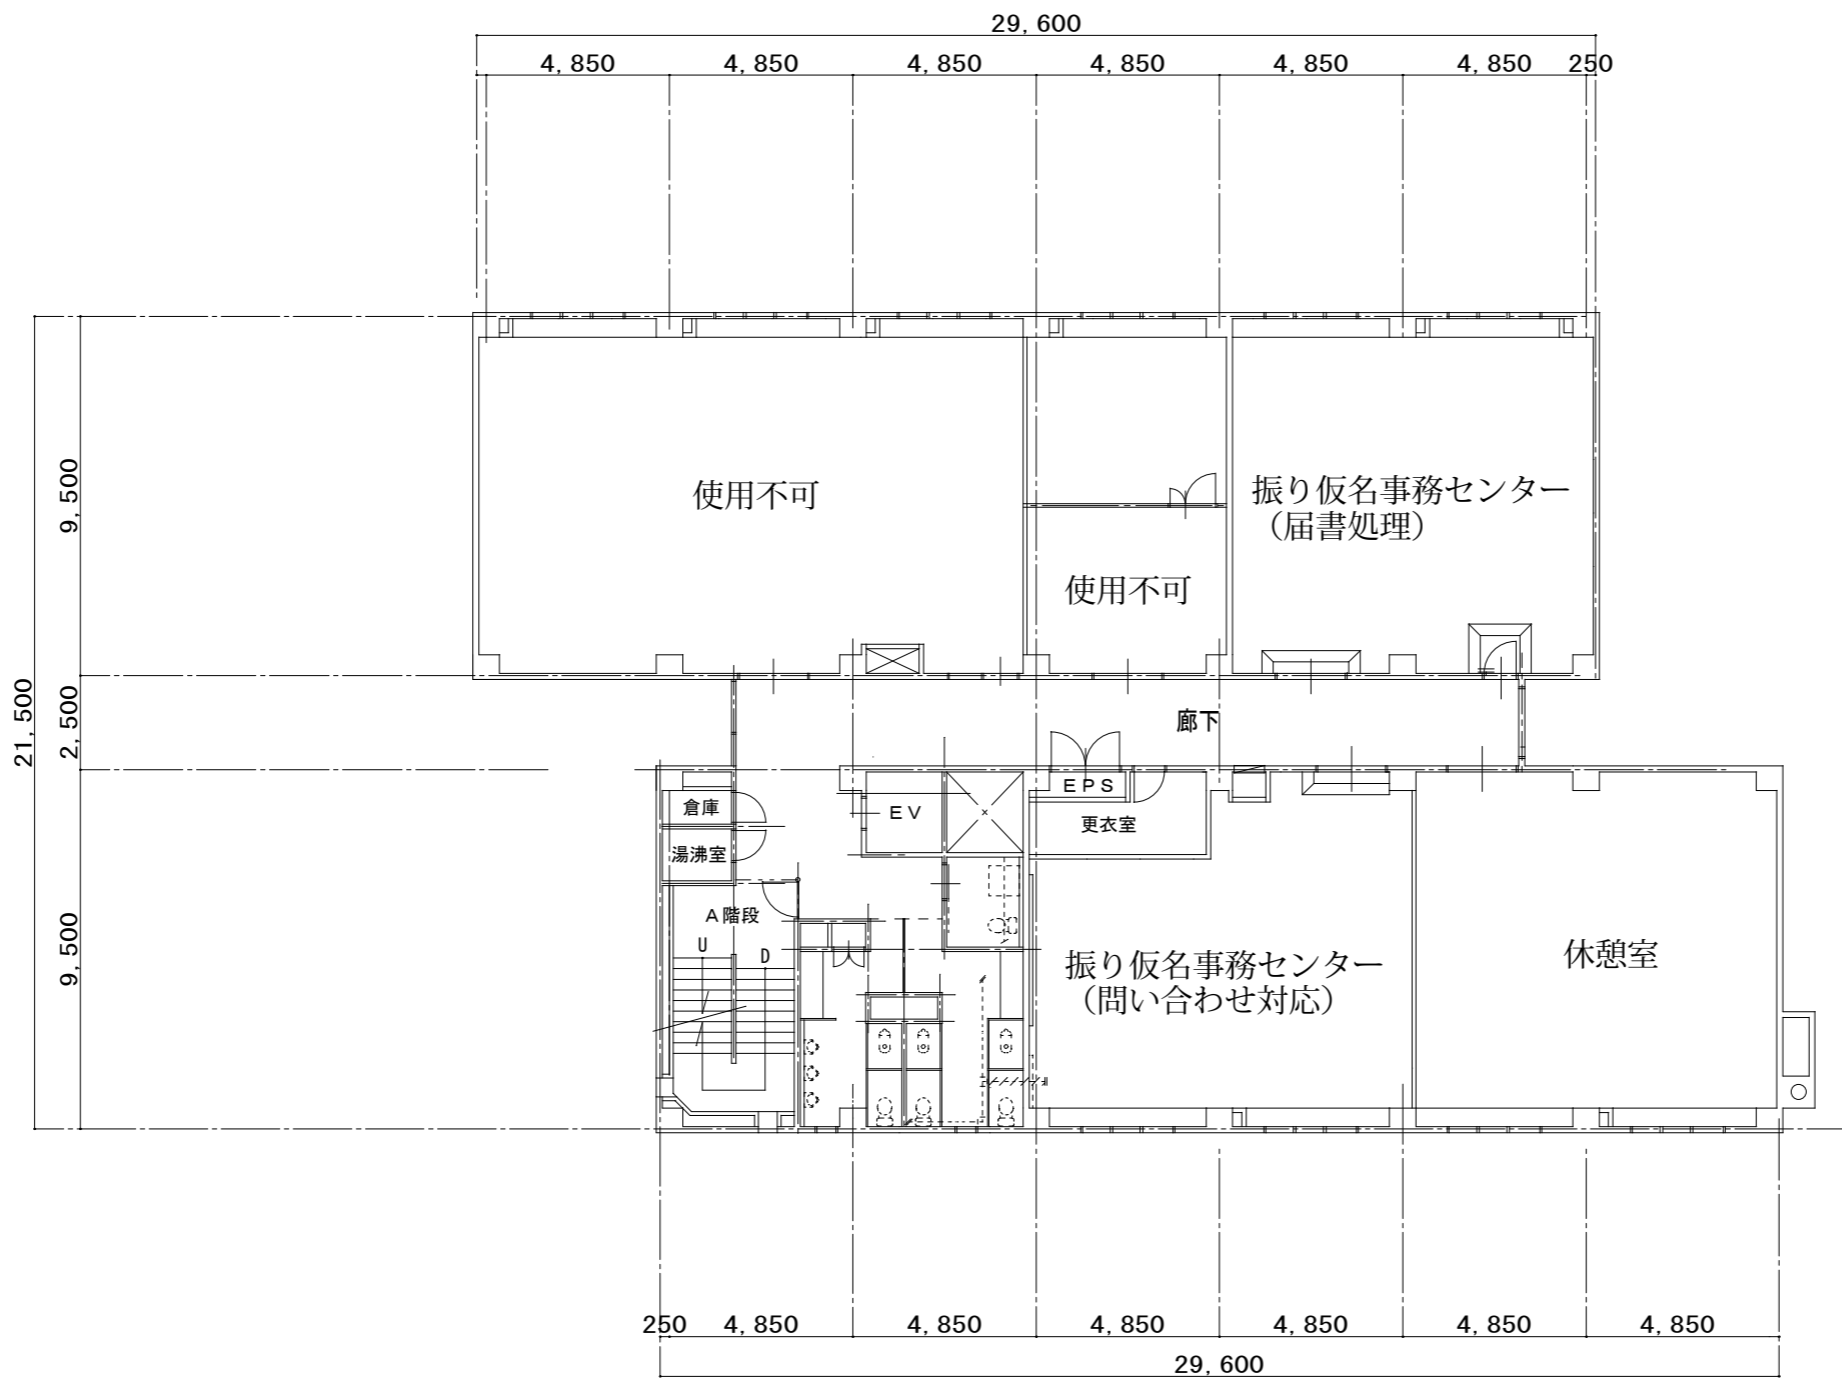 29,600
4,850 4,850 4,850 4,850 4,850 4,850 250
使用不可
振り仮名事務センター
(届書処理)
使用不可
9,500
21,500
2,500
9,500
廊下
EPS
倉庫
EV
更衣室
湯沸室
A階段
U
D
振り仮名事務センター
(問い合わせ対応)
休憩室
250 4,850 4,850 4,850 4,850 4,850 4,850
29,600